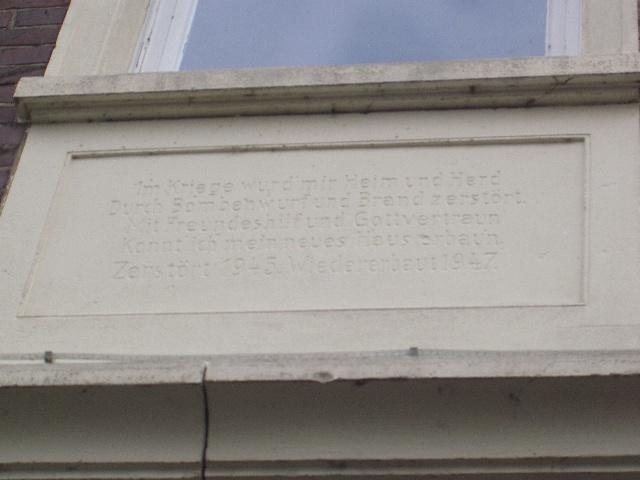 Im Kriege wurd' mir Heim und Herd
Durch Bombenwurf und Brand zerstört.
Mit Freundeshilf und Gottvertraun
Konnt ich mein neues Haus erbaun.
Zerstört 1945. Wiedererbaut 1947.